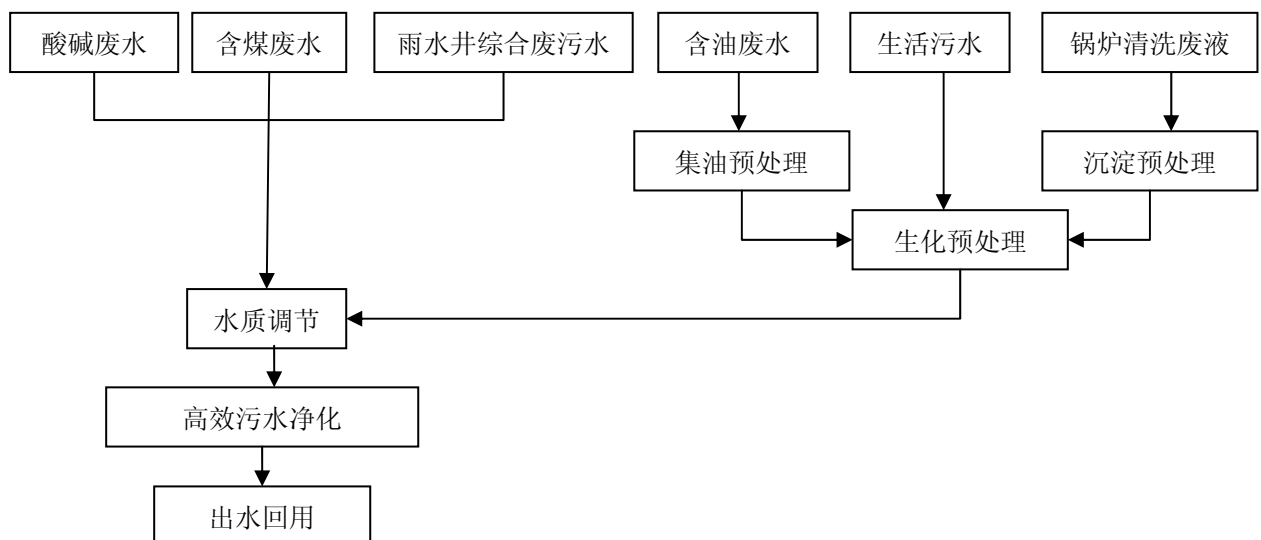 酸碱废水
含煤废水
雨水井综合废污水
含油废水
生活污水
锅炉清洗废液
集油预处理
沉淀预处理
生化预处理
水质调节
高效污水净化
出水回用